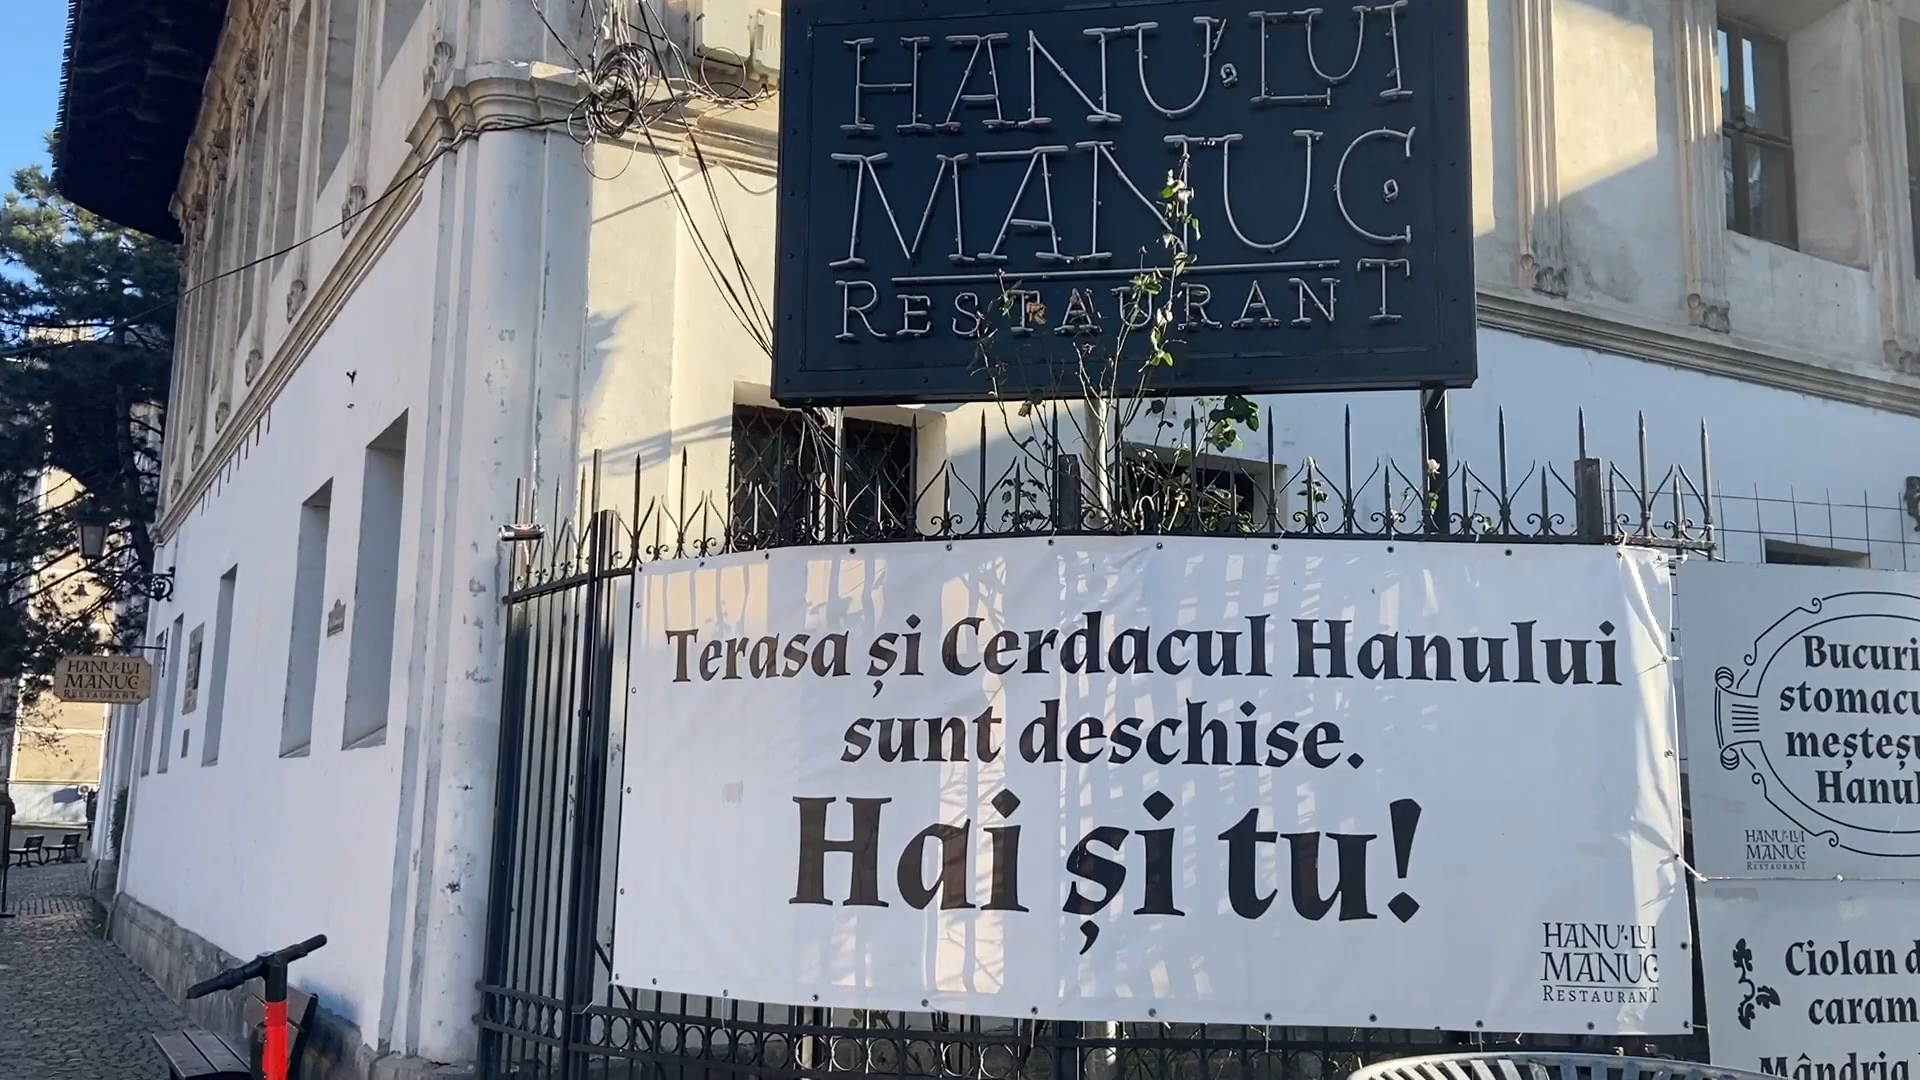 HANU·LUI
MANUC
RESTAURANT
HANU·LUI
MANUC
RESTAURANT
Terasa și Cerdacul Hanului
sunt deschise.
Hai și tu!
HANU·LUI
MANUC
RESTAURANT
Bucuri
stomacu
meșteșu
Hanul
HANU·LUI
MANUC
RESTAURANT
Ciolan d
caram
Mândria